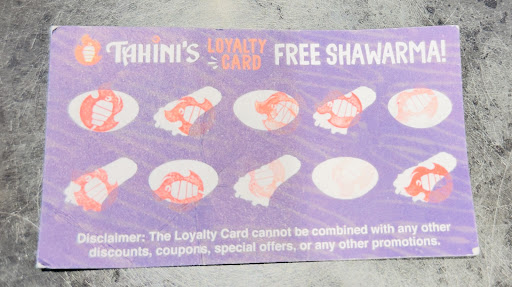 TAHINI'S LOYALTY CARD FREE SHAWARMA!
Disclaimer: The Loyalty Card cannot be combined with any other
discounts, coupons, special offers, or any other promotions.